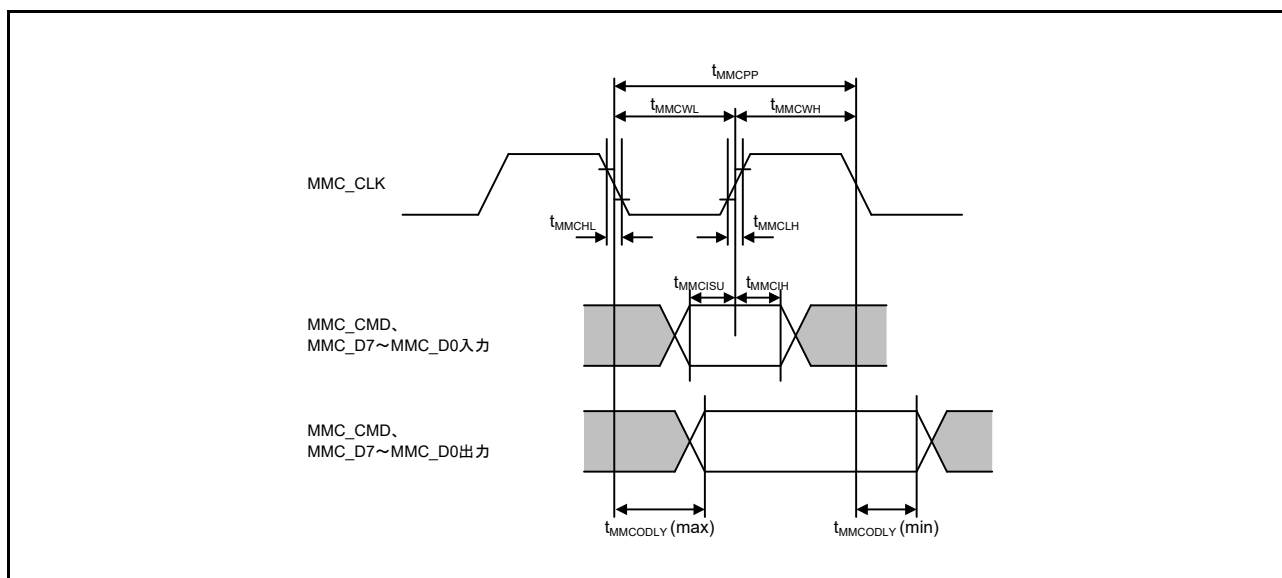 tMMCPP
tMMCWL
tMMCWH
MMC_CLK
tMMCHL
tMMCLH
tMMCISU
tMMCIH
MMC_CMD、
MMC_D7～MMC_D0入力
MMC_CMD、
MMC_D7～MMC_D0出力
tMMCODLY (max)
tMMCODLY (min)